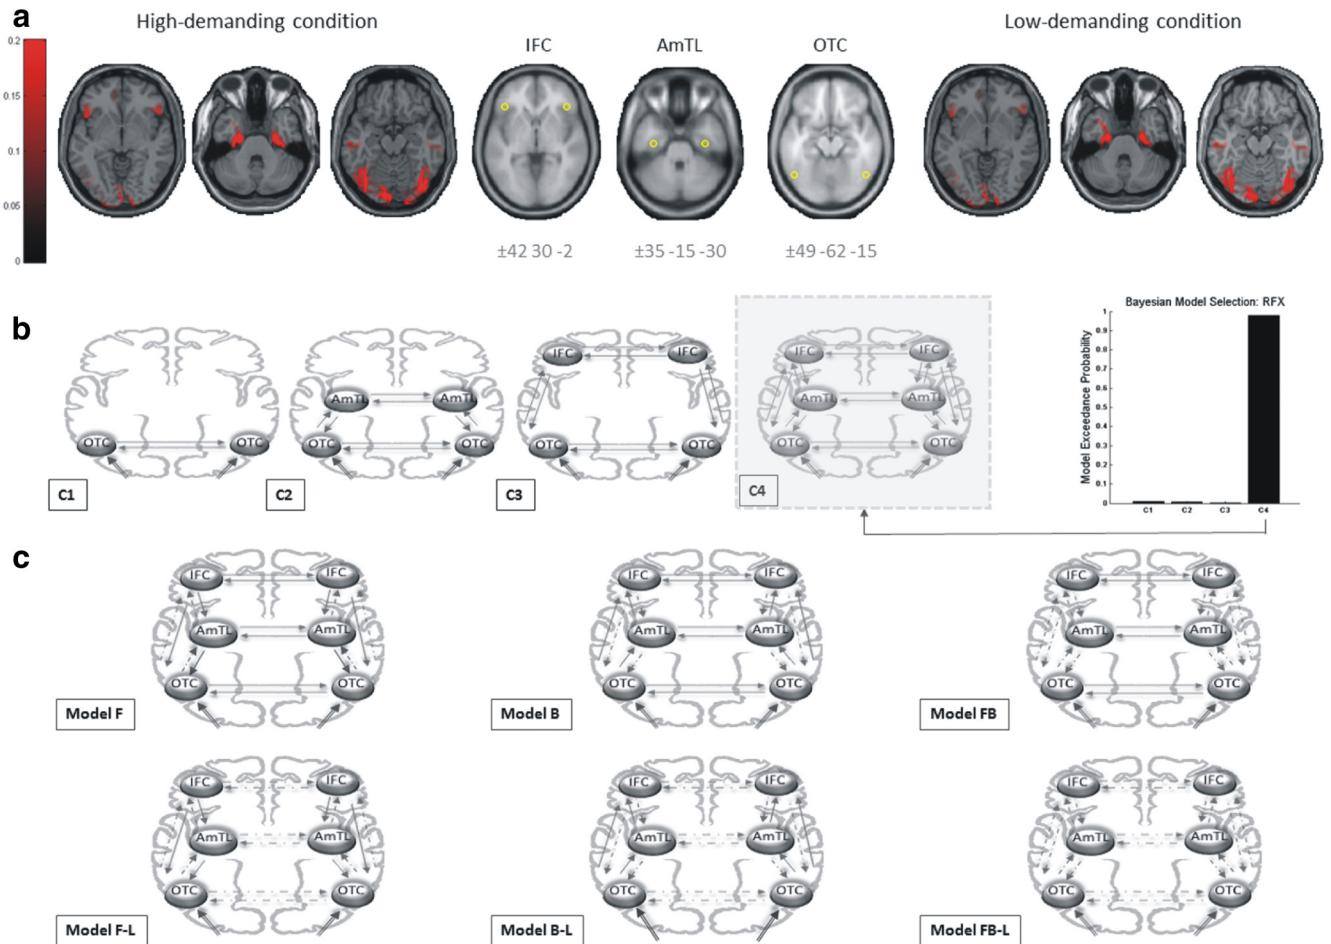 a
High-demanding condition
Low-demanding condition
IFC
AmTL
OTC
0.2
0.15
0.1
0.05
0
±42 30 -2
±35 -15 -30
±49 -62 -15
b
OTC
OTC
C1
AmTL
AmTL
OTC
OTC
C2
IFC
IFC
OTC
OTC
C3
IFC
IFC
AmTL
AmTL
OTC
OTC
C4
Bayesian Model Selection: RFX
Model Exceedance Probability
1
0.9
0.8
0.7
0.6
0.5
0.4
0.3
0.2
0.1
0
C1
C2
C3
C4
c
IFC
IFC
AmTL
AmTL
OTC
OTC
Model F
IFC
IFC
AmTL
AmTL
OTC
OTC
Model B
IFC
IFC
AmTL
AmTL
OTC
OTC
Model FB
IFC
IFC
AmTL
AmTL
OTC
OTC
Model F-L
IFC
IFC
AmTL
AmTL
OTC
OTC
Model B-L
IFC
IFC
AmTL
AmTL
OTC
OTC
Model FB-L